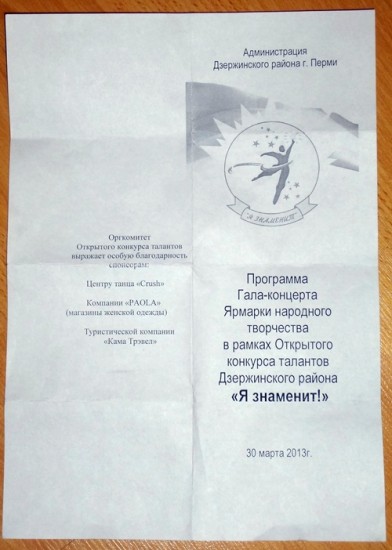 Оргкомитет
Открытого конкурса талантов
выражает особую благодарность
спонсорам:
Центру танца «Crush»
Компании «PAOLA»
(магазины женской одежды)
Туристической компании
«Кама Трэвел»
Администрация
Дзержинского района г. Перми
"Я ЗНАМЕНИТ"
Программа
Гала-концерта
Ярмарки народного
творчества
в рамках Открытого
конкурса талантов
Дзержинского района
«Я знаменит!»
30 марта 2013г.